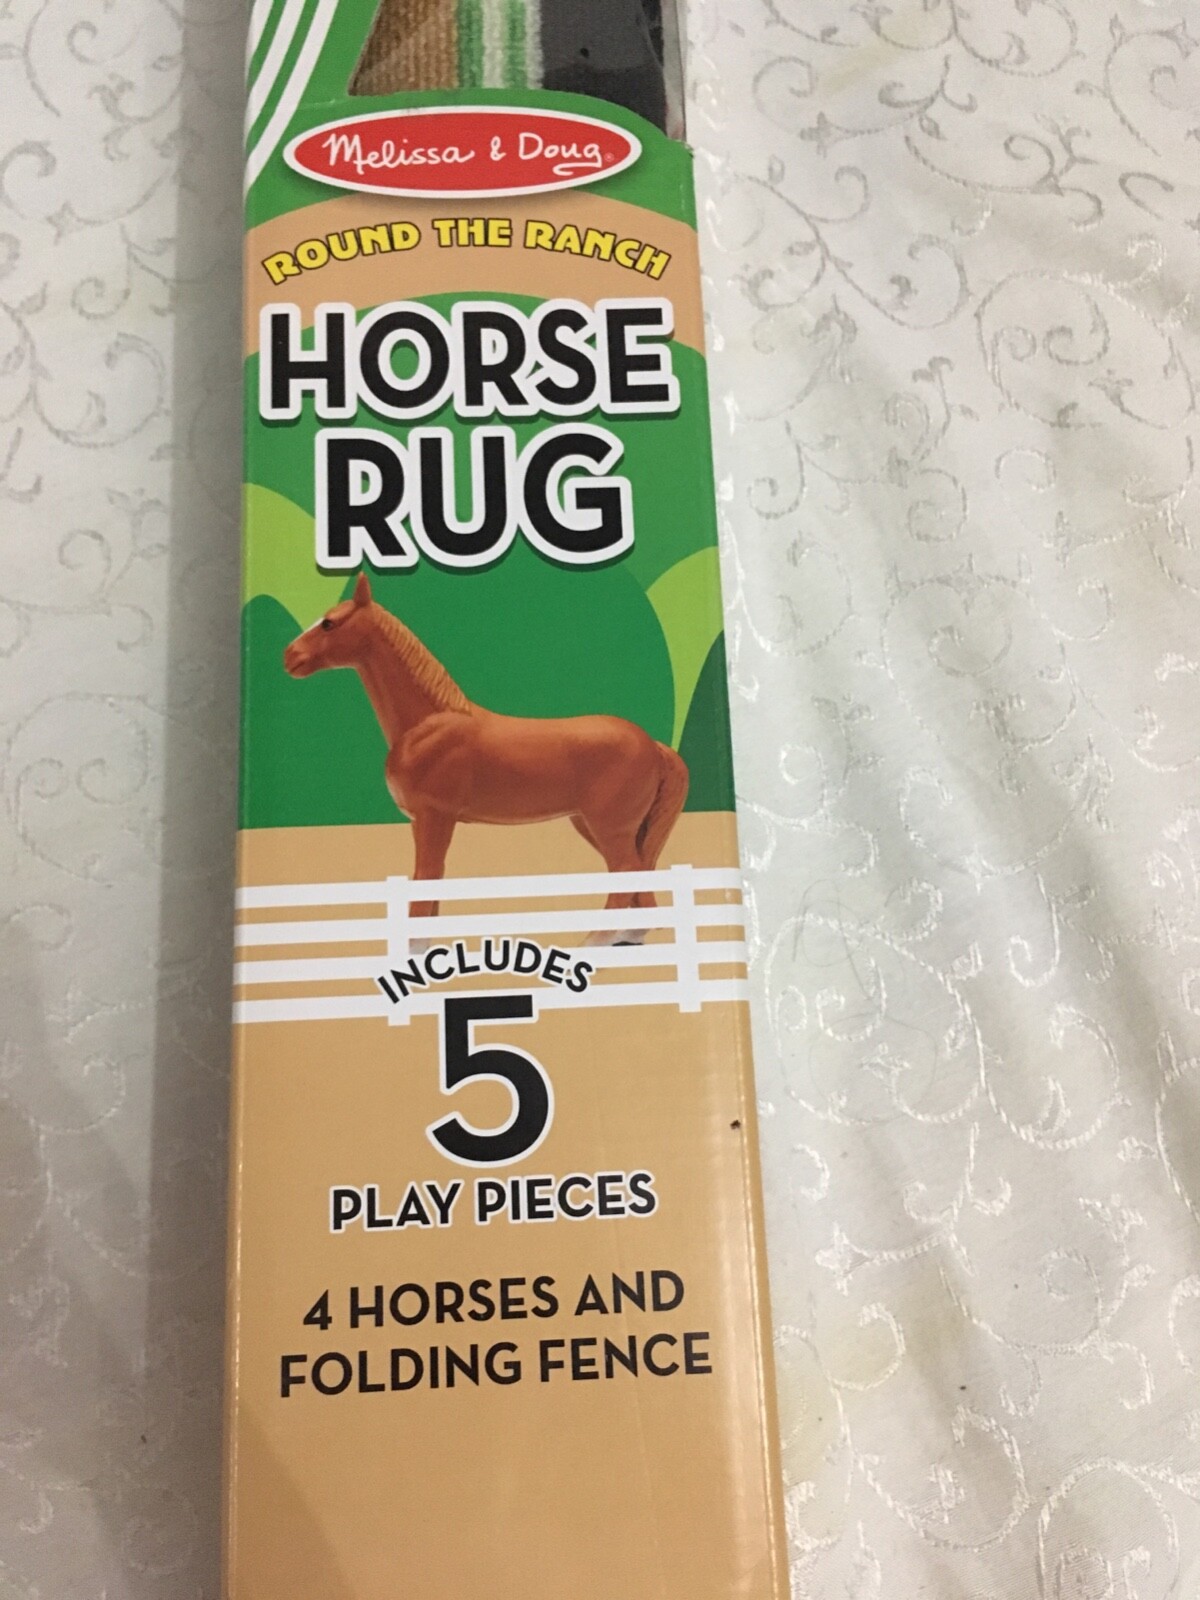 Melissa & Doug®
ROUND THE RANCH
HORSE
RUG
INCLUDES
5
PLAY PIECES
4 HORSES AND
FOLDING FENCE